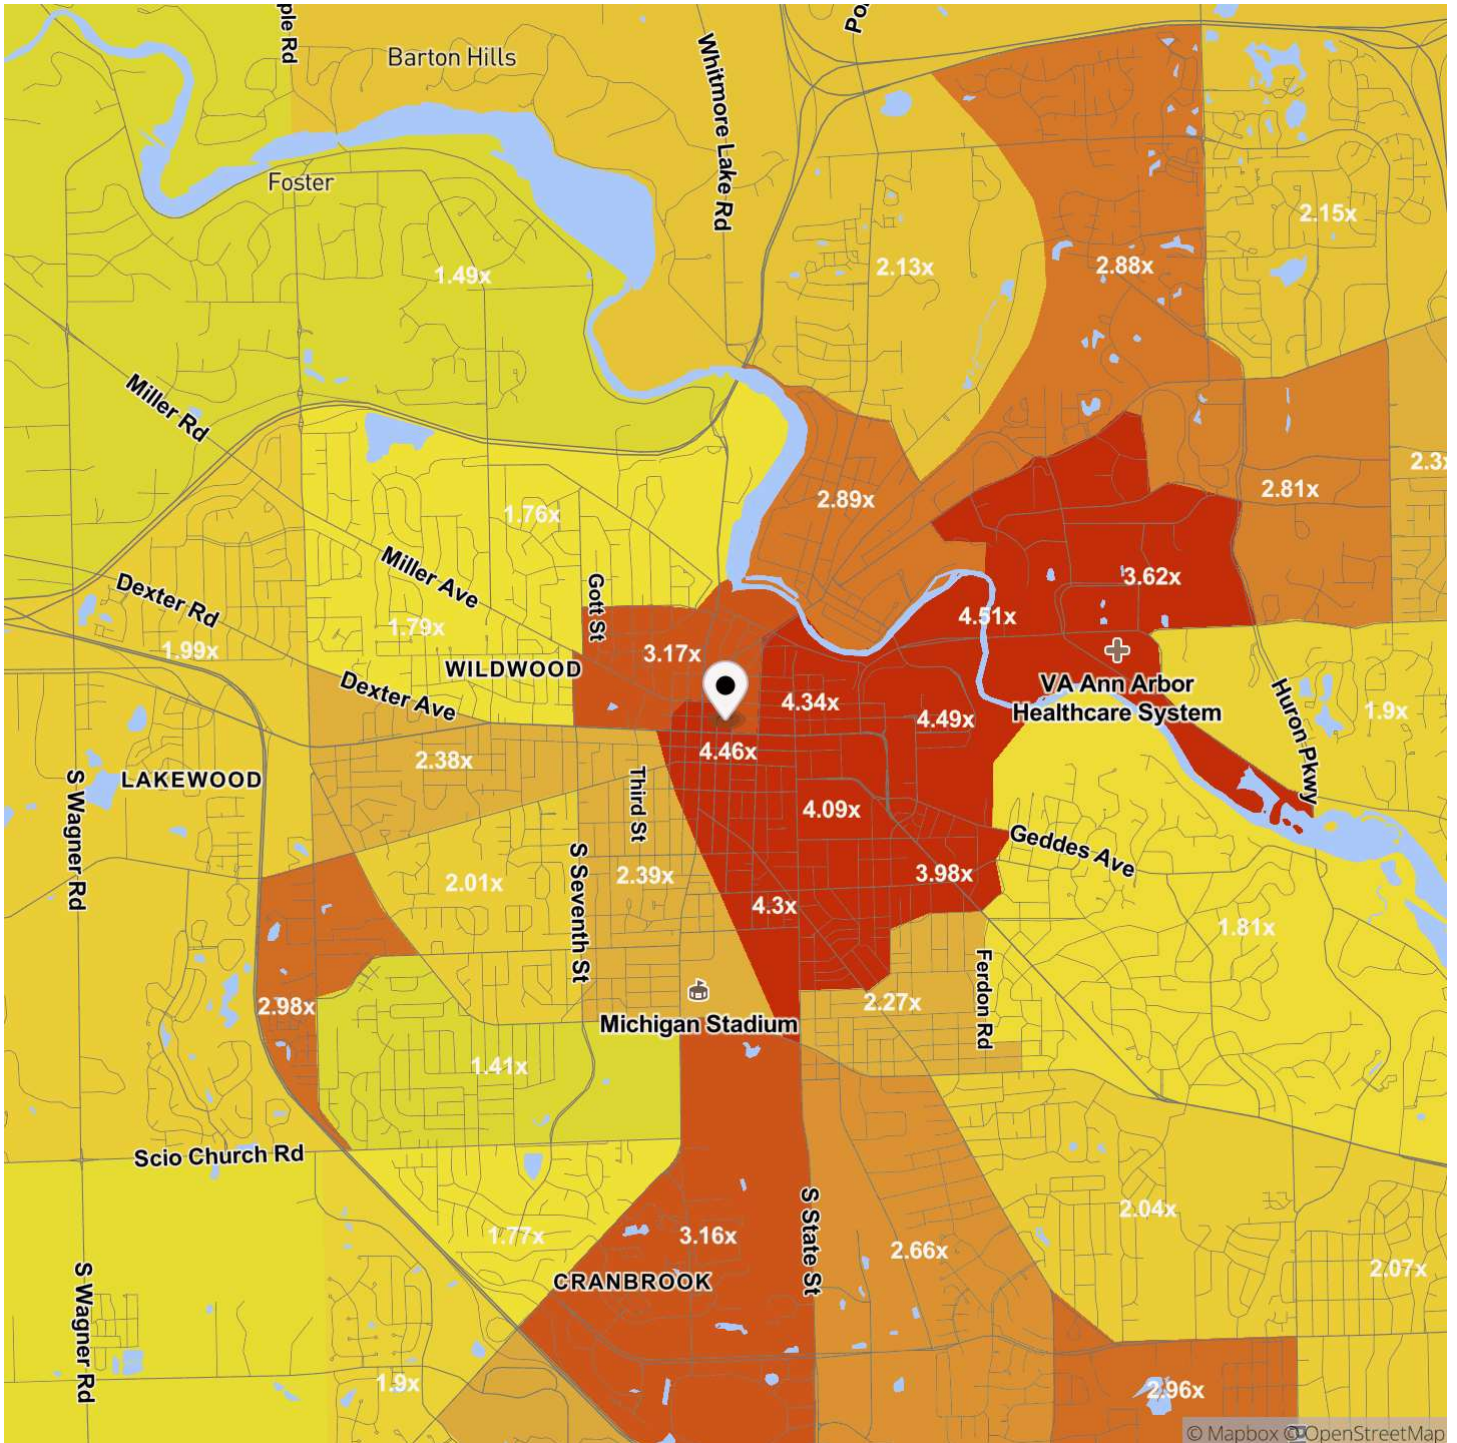 ple Rd
Barton Hills
Whitmore Lake Rd
Po
Foster
2.15x
1.49x
2.13x
2.88x
Miller Rd
2.3x
2.81x
2.89x
1.76x
Miller Ave
3.62x
Dexter Rd
Gott St
4.51x
1.79x
1.99x
3.17x
WILDWOOD
VA Ann Arbor
Healthcare System
Dexter Ave
4.34x
4.49x
1.9x
Huron Pkwy
4.46x
2.38x
LAKEWOOD
Third St
4.09x
S Wagner Rd
Geddes Ave
3.98x
2.39x
2.01x
S Seventh St
4.3x
1.81x
Ferdon Rd
2.98x
2.27x
Michigan Stadium
1.41x
Scio Church Rd
2.04x
1.77x
3.16x
S State St
2.66x
2.07x
CRANBROOK
S Wagner Rd
1.9x
2.96x
© Mapbox © OpenStreetMap